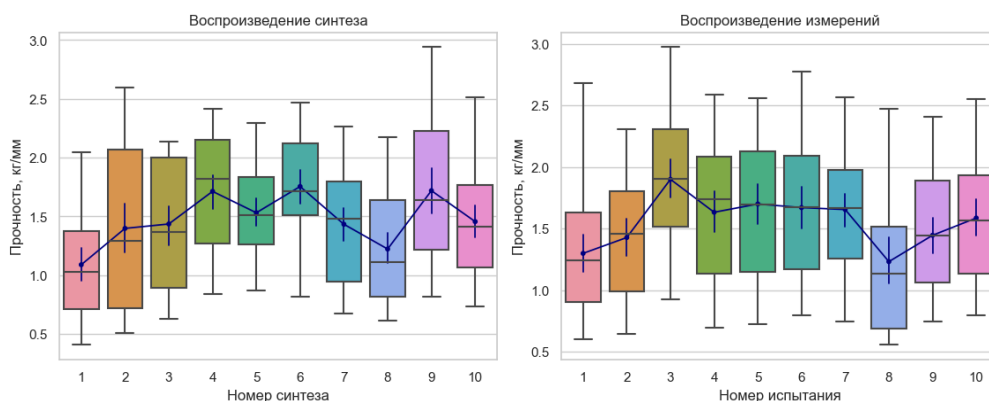 Воспроизведение синтеза
3.0
2.5
2.0
1.5
1.0
0.5
Прочность, кг/мм
1 2 3 4 5 6 7 8 9 10
Номер синтеза
Воспроизведение измерений
3.0
2.5
2.0
1.5
1.0
0.5
Прочность, кг/мм
1 2 3 4 5 6 7 8 9 10
Номер испытания